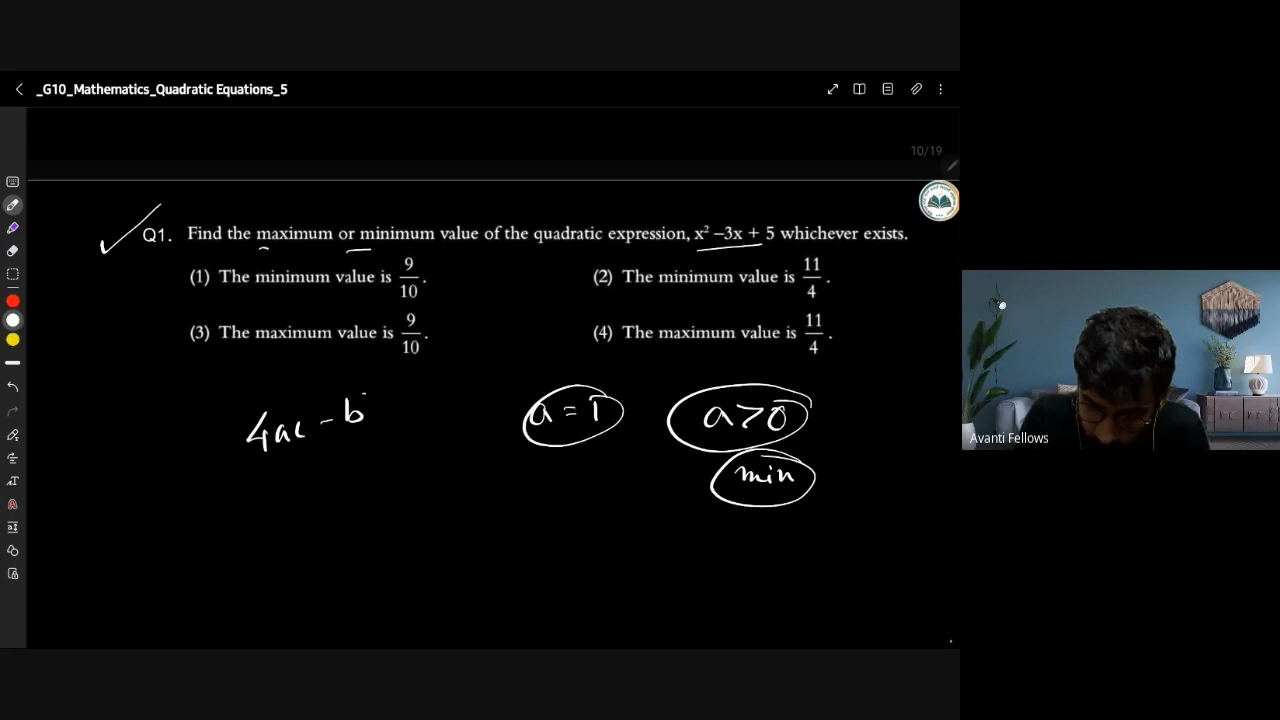 _G10_Mathematics_Quadratic Equations_5
10/19
Q1. Find the maximum or minimum value of the quadratic expression, x² –3x + 5 whichever exists.
(1) The minimum value is 9/10. (2) The minimum value is 11/4.
(3) The maximum value is 9/10. (4) The maximum value is 11/4.
4ac - b a = 1 a>0
min
Avanti Fellows